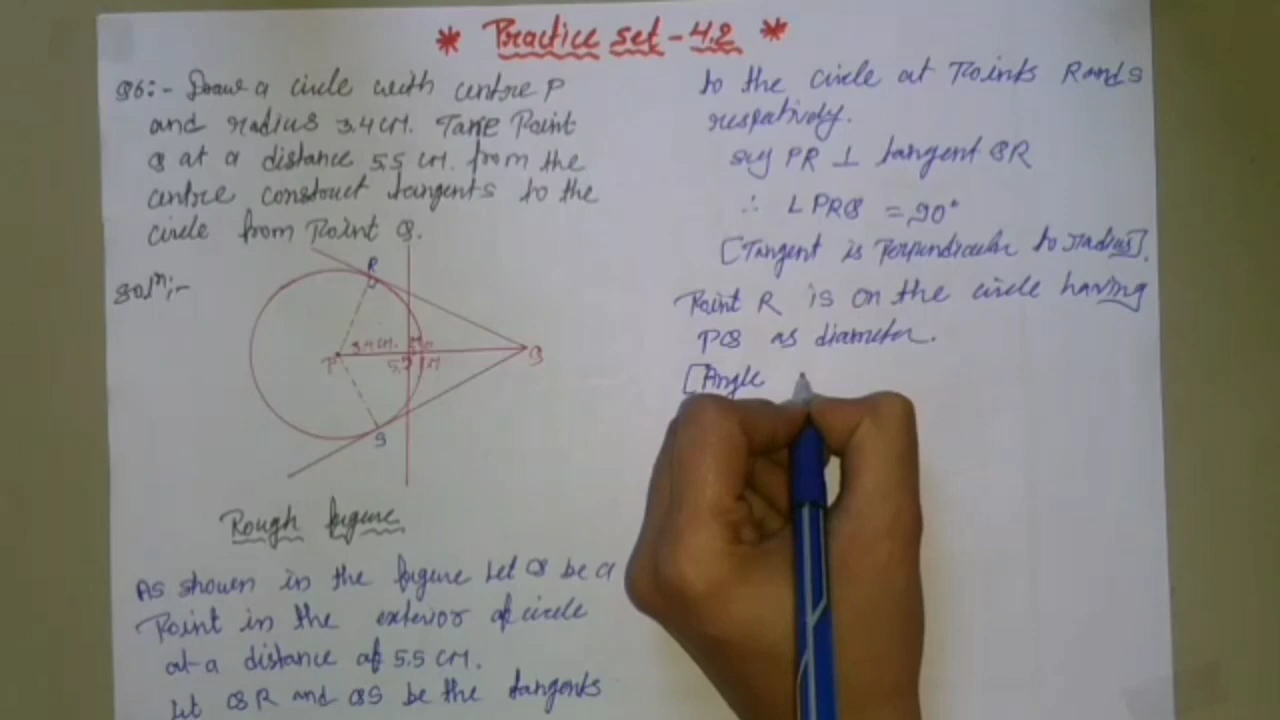 * Practice set - 4.2 *
Q6:- Draw a circle with centre P
and radius 3.4 cm. Take Point
Q at a distance 5.5 cm. from the
centre construct tangents to the
circle from Point Q.
Solⁿ:-
R
3.4 cm.
P
Q
S
Rough figure
As shown in the figure Let Q be a
Point in the exterior of circle
at a distance of 5.5 cm.
Let QR and QS be the tangents
to the circle at Points R and S
respatively.
seg PR ⊥ tangent QR
∴ ∠PRQ = 90°
[Tangent is Perpendicular to radius].
Point R is on the circle having
PQ as diameter.
[Angle